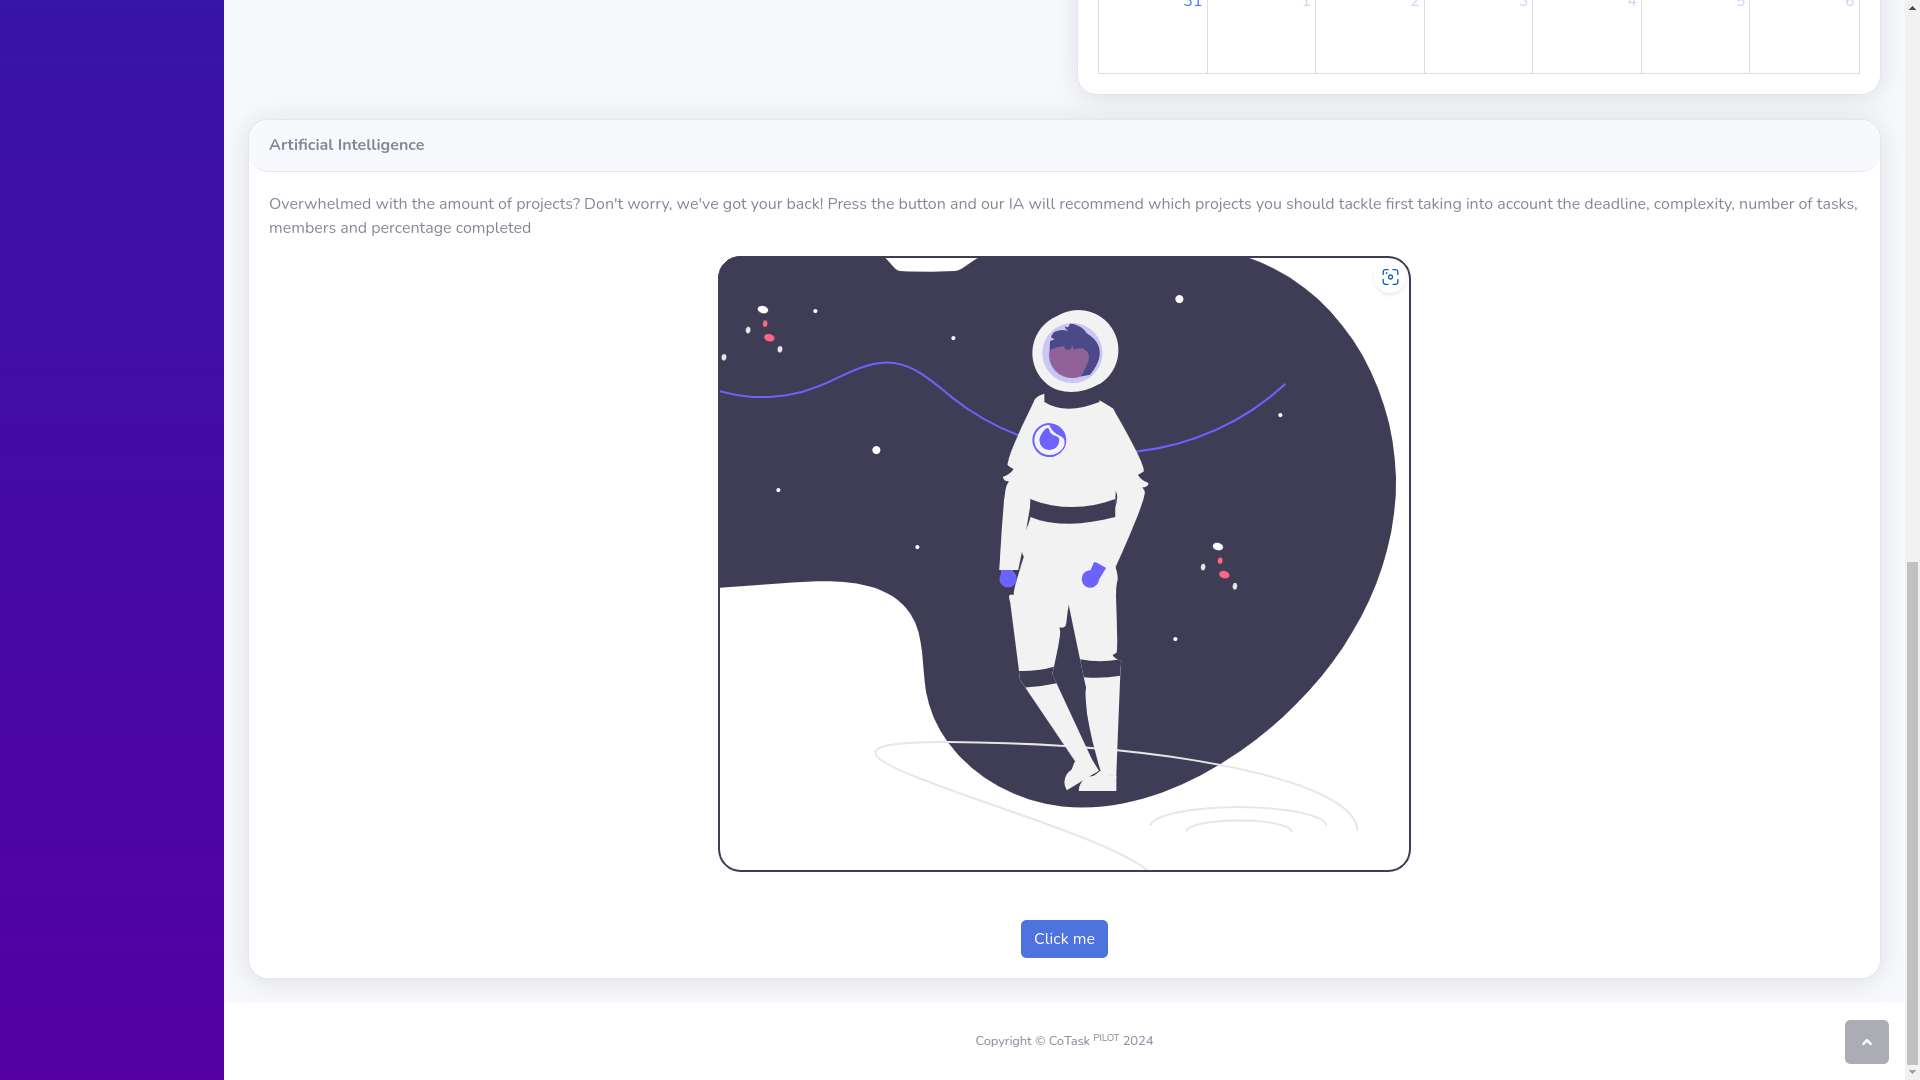 31 1 2 3 4 5 6
Artificial Intelligence
Overwhelmed with the amount of projects? Don't worry, we've got your back! Press the button and our IA will recommend which projects you should tackle first taking into account the deadline, complexity, number of tasks,
members and percentage completed
Click me
Copyright © CoTask PILOT 2024